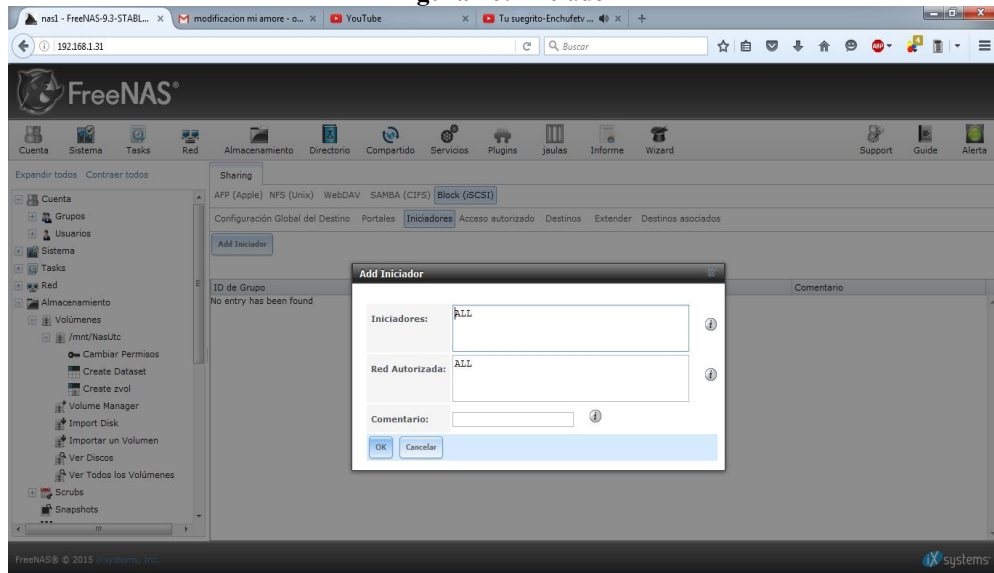 nas1 - FreeNAS-9.3-STABL...
modificacion mi amore - o...
YouTube
Tu suegrito-Enchufetv ...
192.168.1.31
Buscar
ABP
4
FreeNAS®
Cuenta
Sistema
Tasks
Red
Almacenamiento
Directorio
Compartido
Servicios
Plugins
jaulas
Informe
Wizard
Support
Guide
Alerta
Expandir todos Contraer todos
Sharing
AFP (Apple) NFS (Unix) WebDAV SAMBA (CIFS) Block (iSCSI)
Configuración Global del Destino Portales Iniciadores Acceso autorizado Destinos Extender Destinos asociados
Add Iniciador
ID de Grupo
Comentario
No entry has been found
Cuenta
Grupos
Usuarios
Sistema
Tasks
Red
Almacenamiento
Volúmenes
/mnt/NasUtc
Cambiar Permisos
Create Dataset
Create zvol
Volume Manager
Import Disk
Importar un Volumen
Ver Discos
Ver Todos los Volúmenes
Scrubs
Snapshots
Add Iniciador
Iniciadores:
ALL
Red Autorizada:
ALL
Comentario:
OK
Cancelar
FreeNAS® © 2015 iXsystems, Inc.
iXsystems